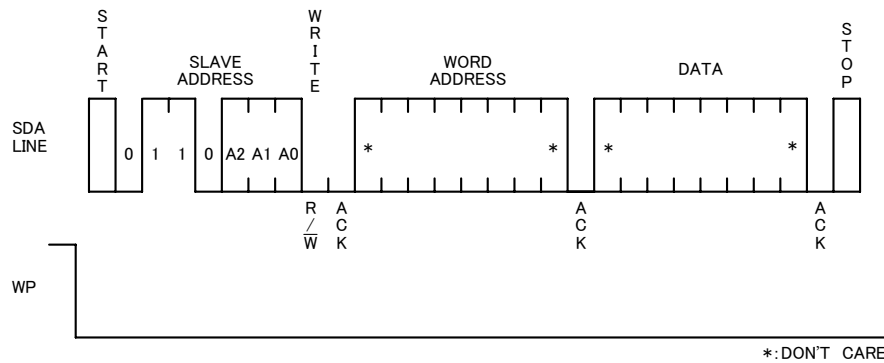 START
SLAVE
ADDRESS
WRITE
WORD
ADDRESS
DATA
STOP
SDA
LINE
0 1 1 0 A2 A1 A0 * * * *
R/W
ACK
ACK
ACK
WP
*:DON'T CARE